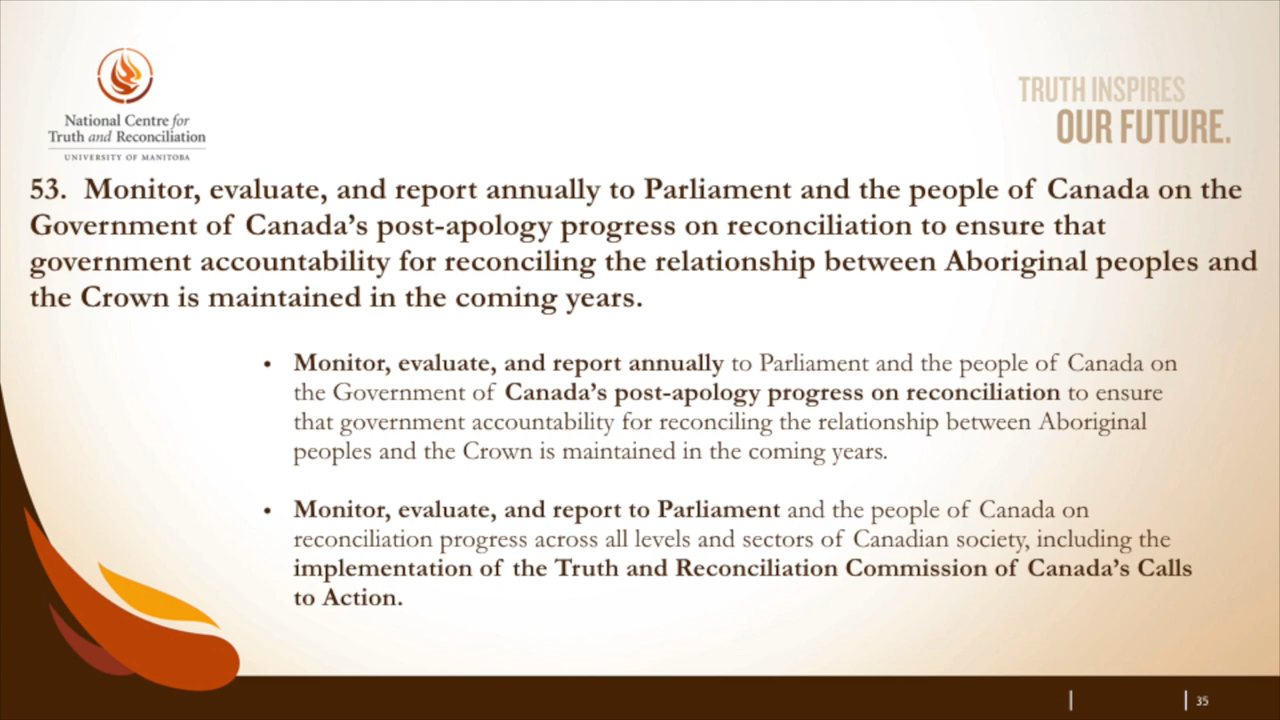 National Centre for
Truth and Reconciliation
UNIVERSITY OF MANITOBA
TRUTH INSPIRES
OUR FUTURE.
53. Monitor, evaluate, and report annually to Parliament and the people of Canada on the
Government of Canada’s post-apology progress on reconciliation to ensure that
government accountability for reconciling the relationship between Aboriginal peoples and
the Crown is maintained in the coming years.
• Monitor, evaluate, and report annually to Parliament and the people of Canada on
the Government of Canada’s post-apology progress on reconciliation to ensure
that government accountability for reconciling the relationship between Aboriginal
peoples and the Crown is maintained in the coming years.
• Monitor, evaluate, and report to Parliament and the people of Canada on
reconciliation progress across all levels and sectors of Canadian society, including the
implementation of the Truth and Reconciliation Commission of Canada’s Calls
to Action.
35